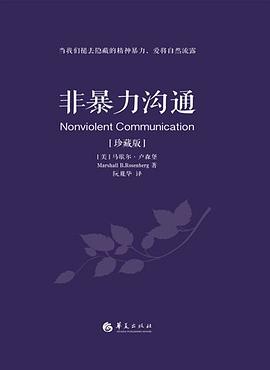 当我们褪去隐藏的精神暴力，爱将自然流露
非暴力沟通
Nonviolent Communication
[珍藏版]
[美]马歇尔·卢森堡
Marshall B.Rosenberg 著
阮胤华 译
华夏出版社